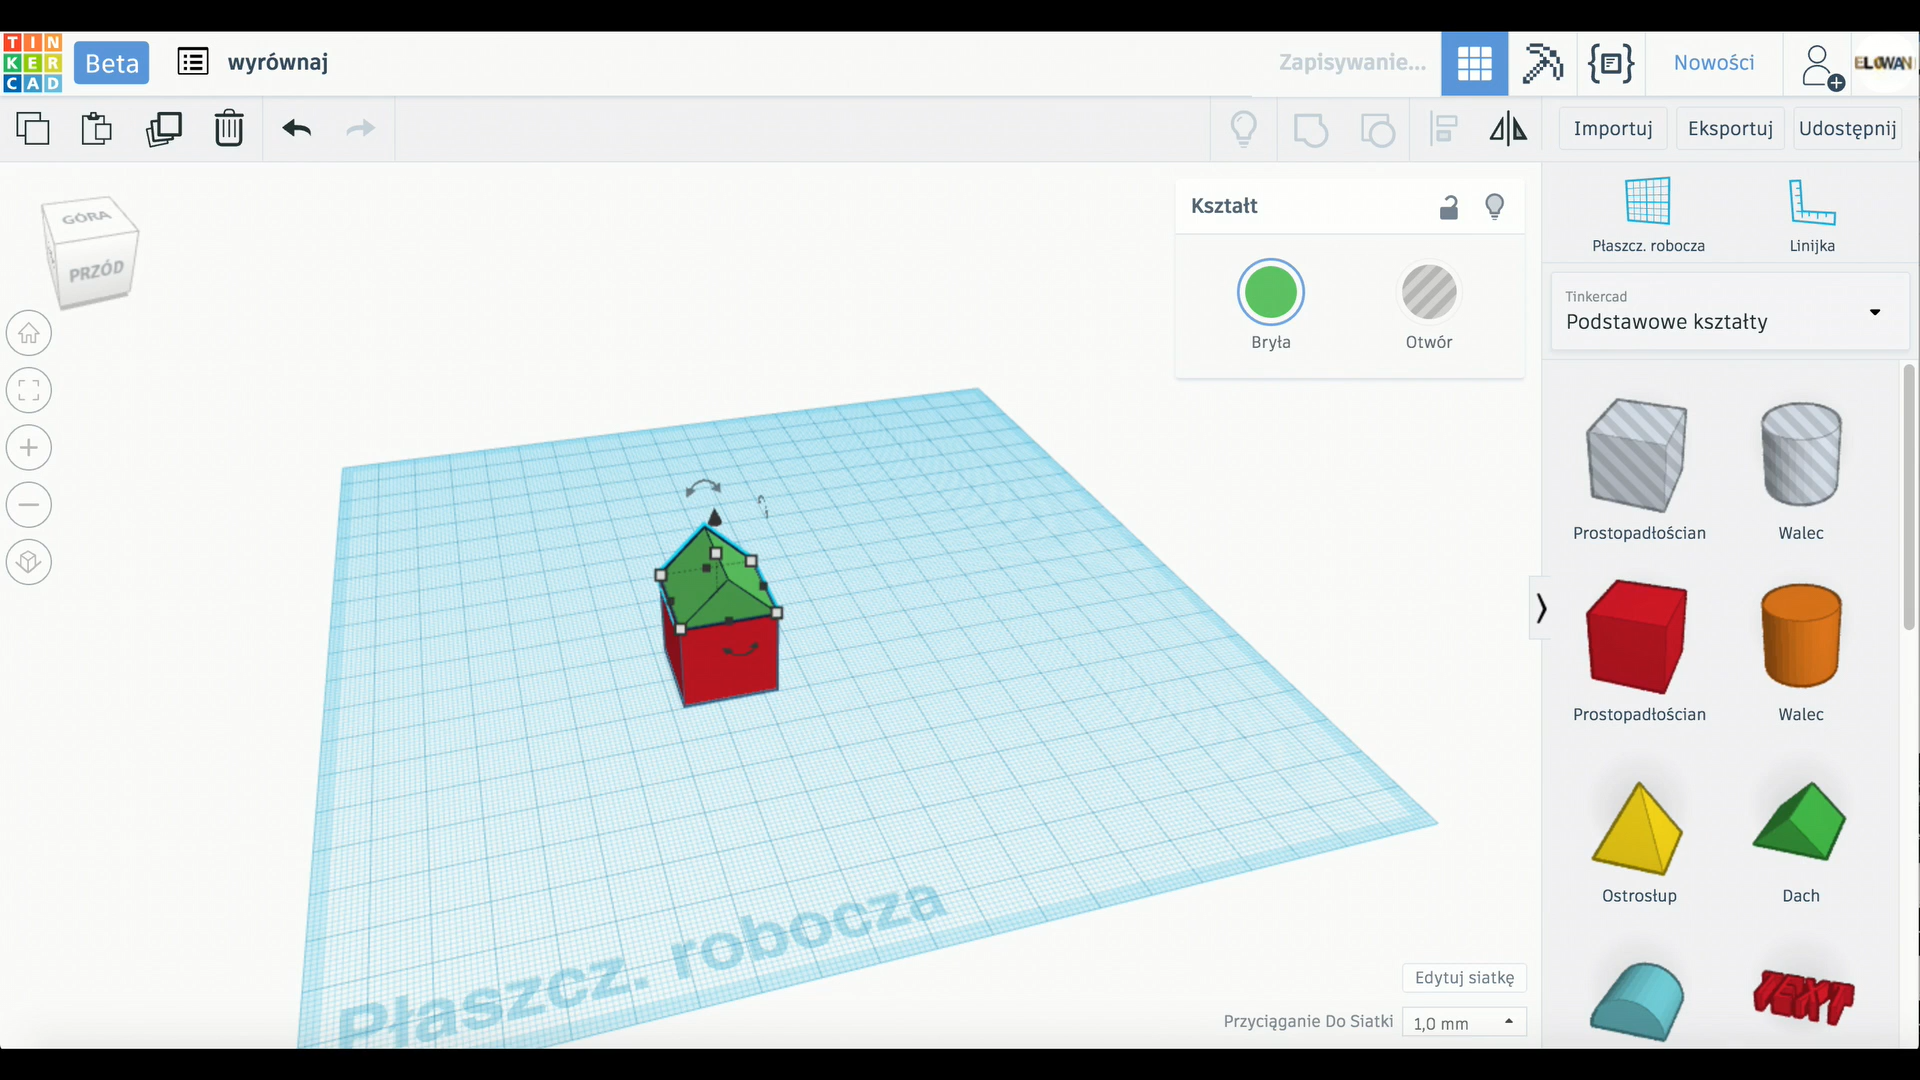 TIN
KER
CAD
Beta
wyrównaj
Zapisywanie...
Nowości
Importuj
Eksportuj
Udostępnij
GÓRA
PRZÓD
Kształt
Bryła
Otwór
Płaszcz. robocza
Linijka
Tinkercad
Podstawowe kształty
Prostopadłościan
Walec
Prostopadłościan
Walec
Ostrosłup
Dach
TEXT
Płaszcz. robocza
Edytuj siatkę
Przyciąganie Do Siatki
1,0 mm